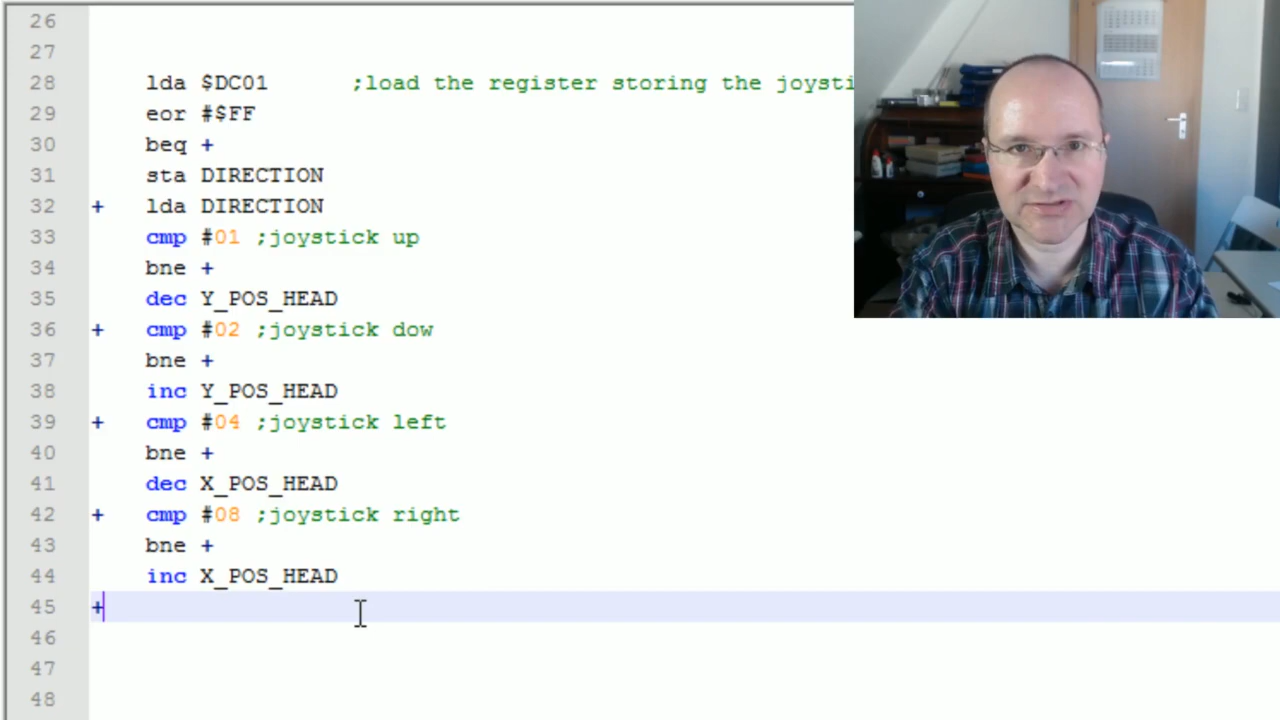 26
27
28 lda $DC01 ;load the register storing the joysti
29 eor #$FF
30 beq +
31 sta DIRECTION
32 + lda DIRECTION
33 cmp #01 ;joystick up
34 bne +
35 dec Y_POS_HEAD
36 + cmp #02 ;joystick dow
37 bne +
38 inc Y_POS_HEAD
39 + cmp #04 ;joystick left
40 bne +
41 dec X_POS_HEAD
42 + cmp #08 ;joystick right
43 bne +
44 inc X_POS_HEAD
45 +
46
47
48